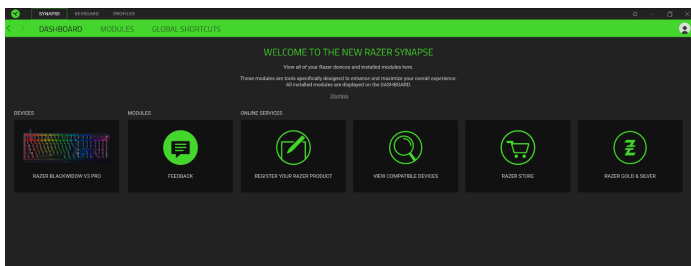 SYNAPSE KEYBOARD PROFILES
DASHBOARD MODULES GLOBAL SHORTCUTS
WELCOME TO THE NEW RAZER SYNAPSE
View all of your Razer devices and installed modules here.
These modules are tools specifically designed to enhance and maximize your overall experience.
All installed modules are displayed on the DASHBOARD.
Dismiss
DEVICES MODULES ONLINE SERVICES
RAZER BLACKWIDOW V3 PRO FEEDBACK REGISTER YOUR RAZER PRODUCT VIEW COMPATIBLE DEVICES RAZER STORE RAZER GOLD & SILVER